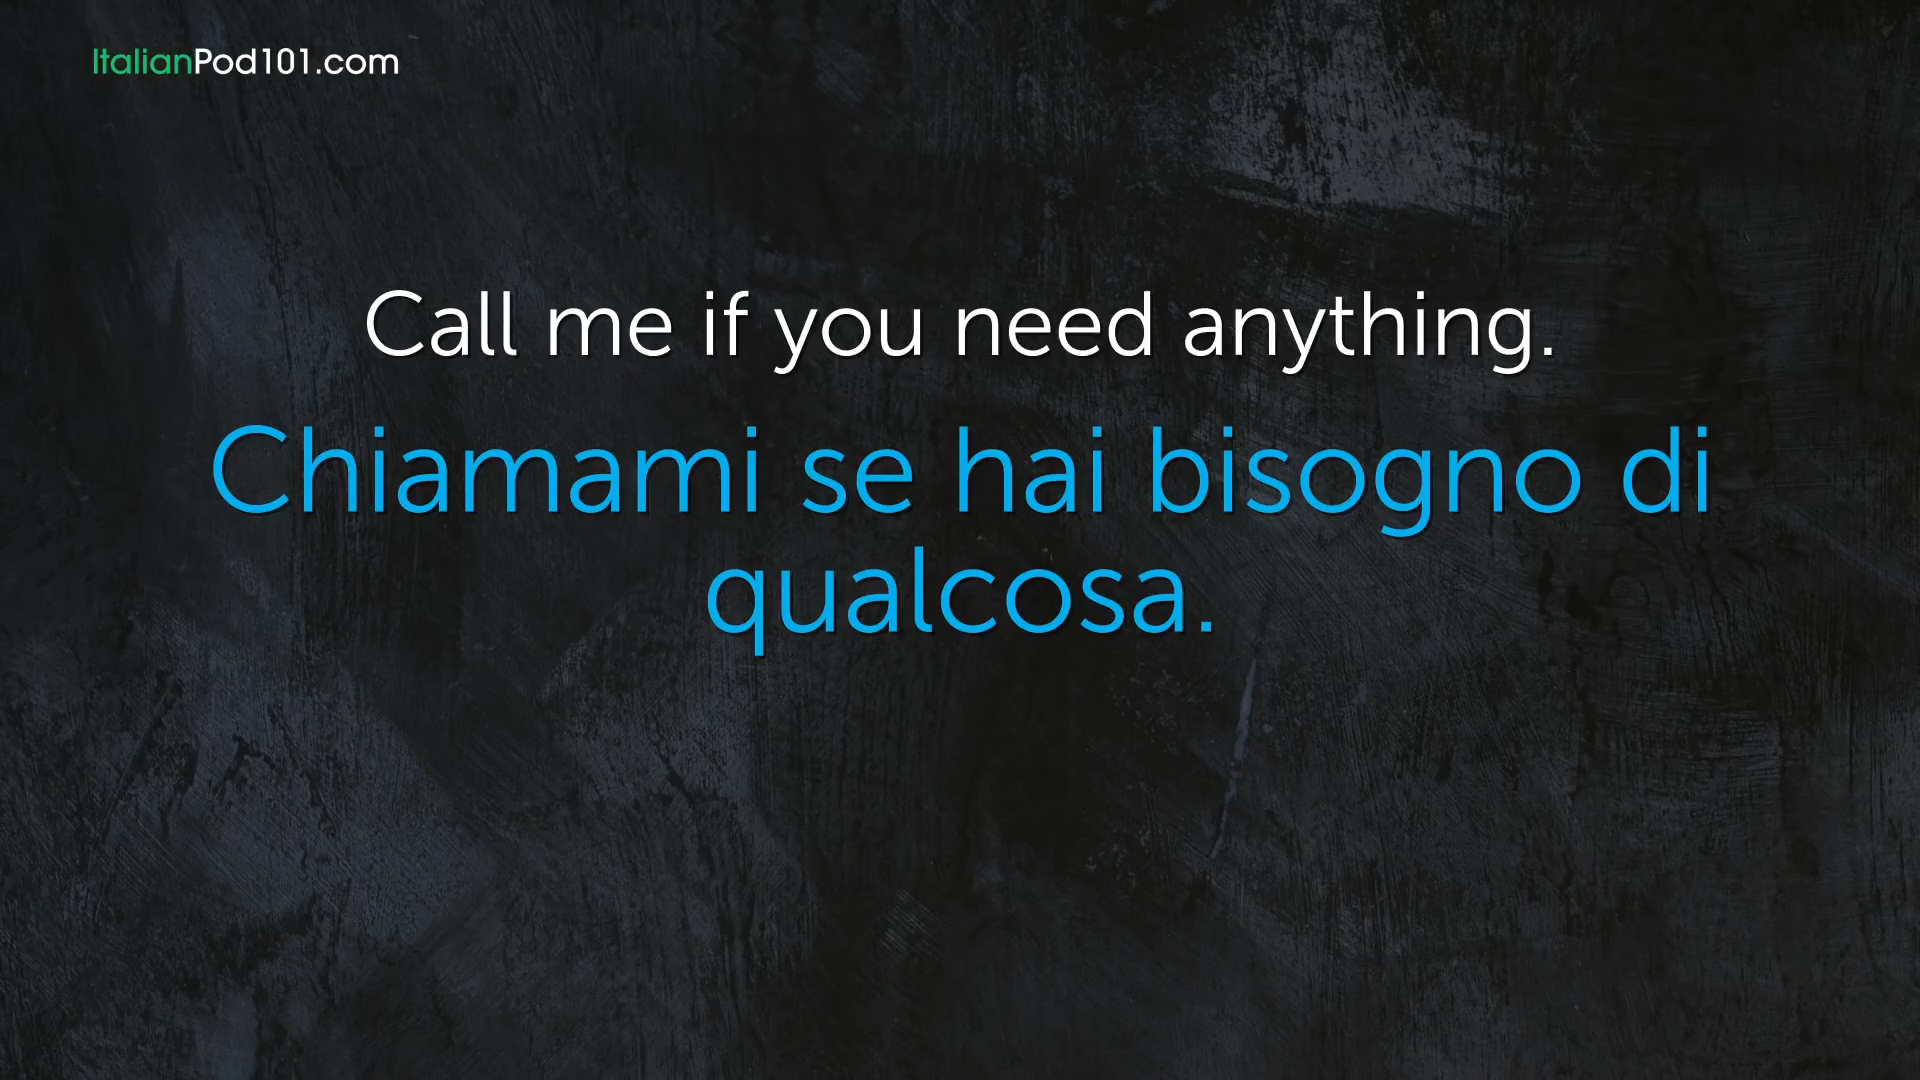 ItalianPod101.com
Call me if you need anything.
Chiamami se hai bisogno di
qualcosa.